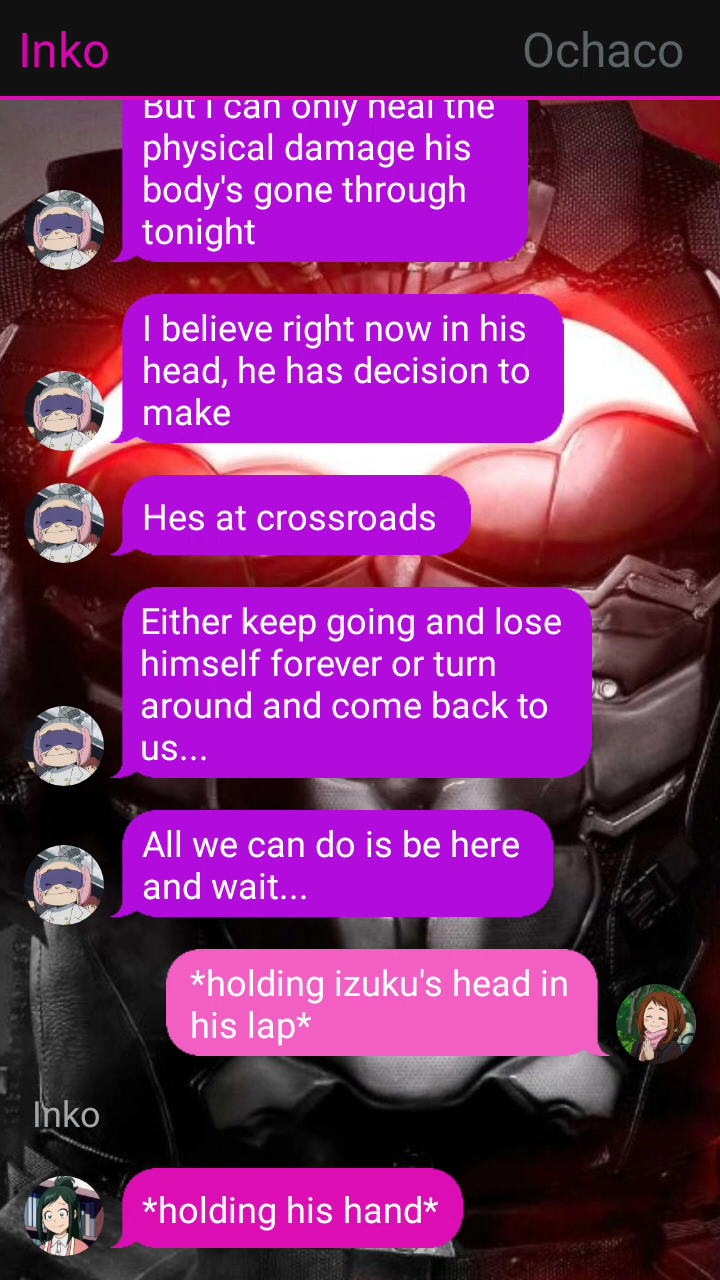 Inko
Ochaco
But I can only heal the
physical damage his
body's gone through
tonight
I believe right now in his
head, he has decision to
make
Hes at crossroads
Either keep going and lose
himself forever or turn
around and come back to
us...
All we can do is be here
and wait...
*holding izuku's head in
his lap*
Inko
*holding his hand*